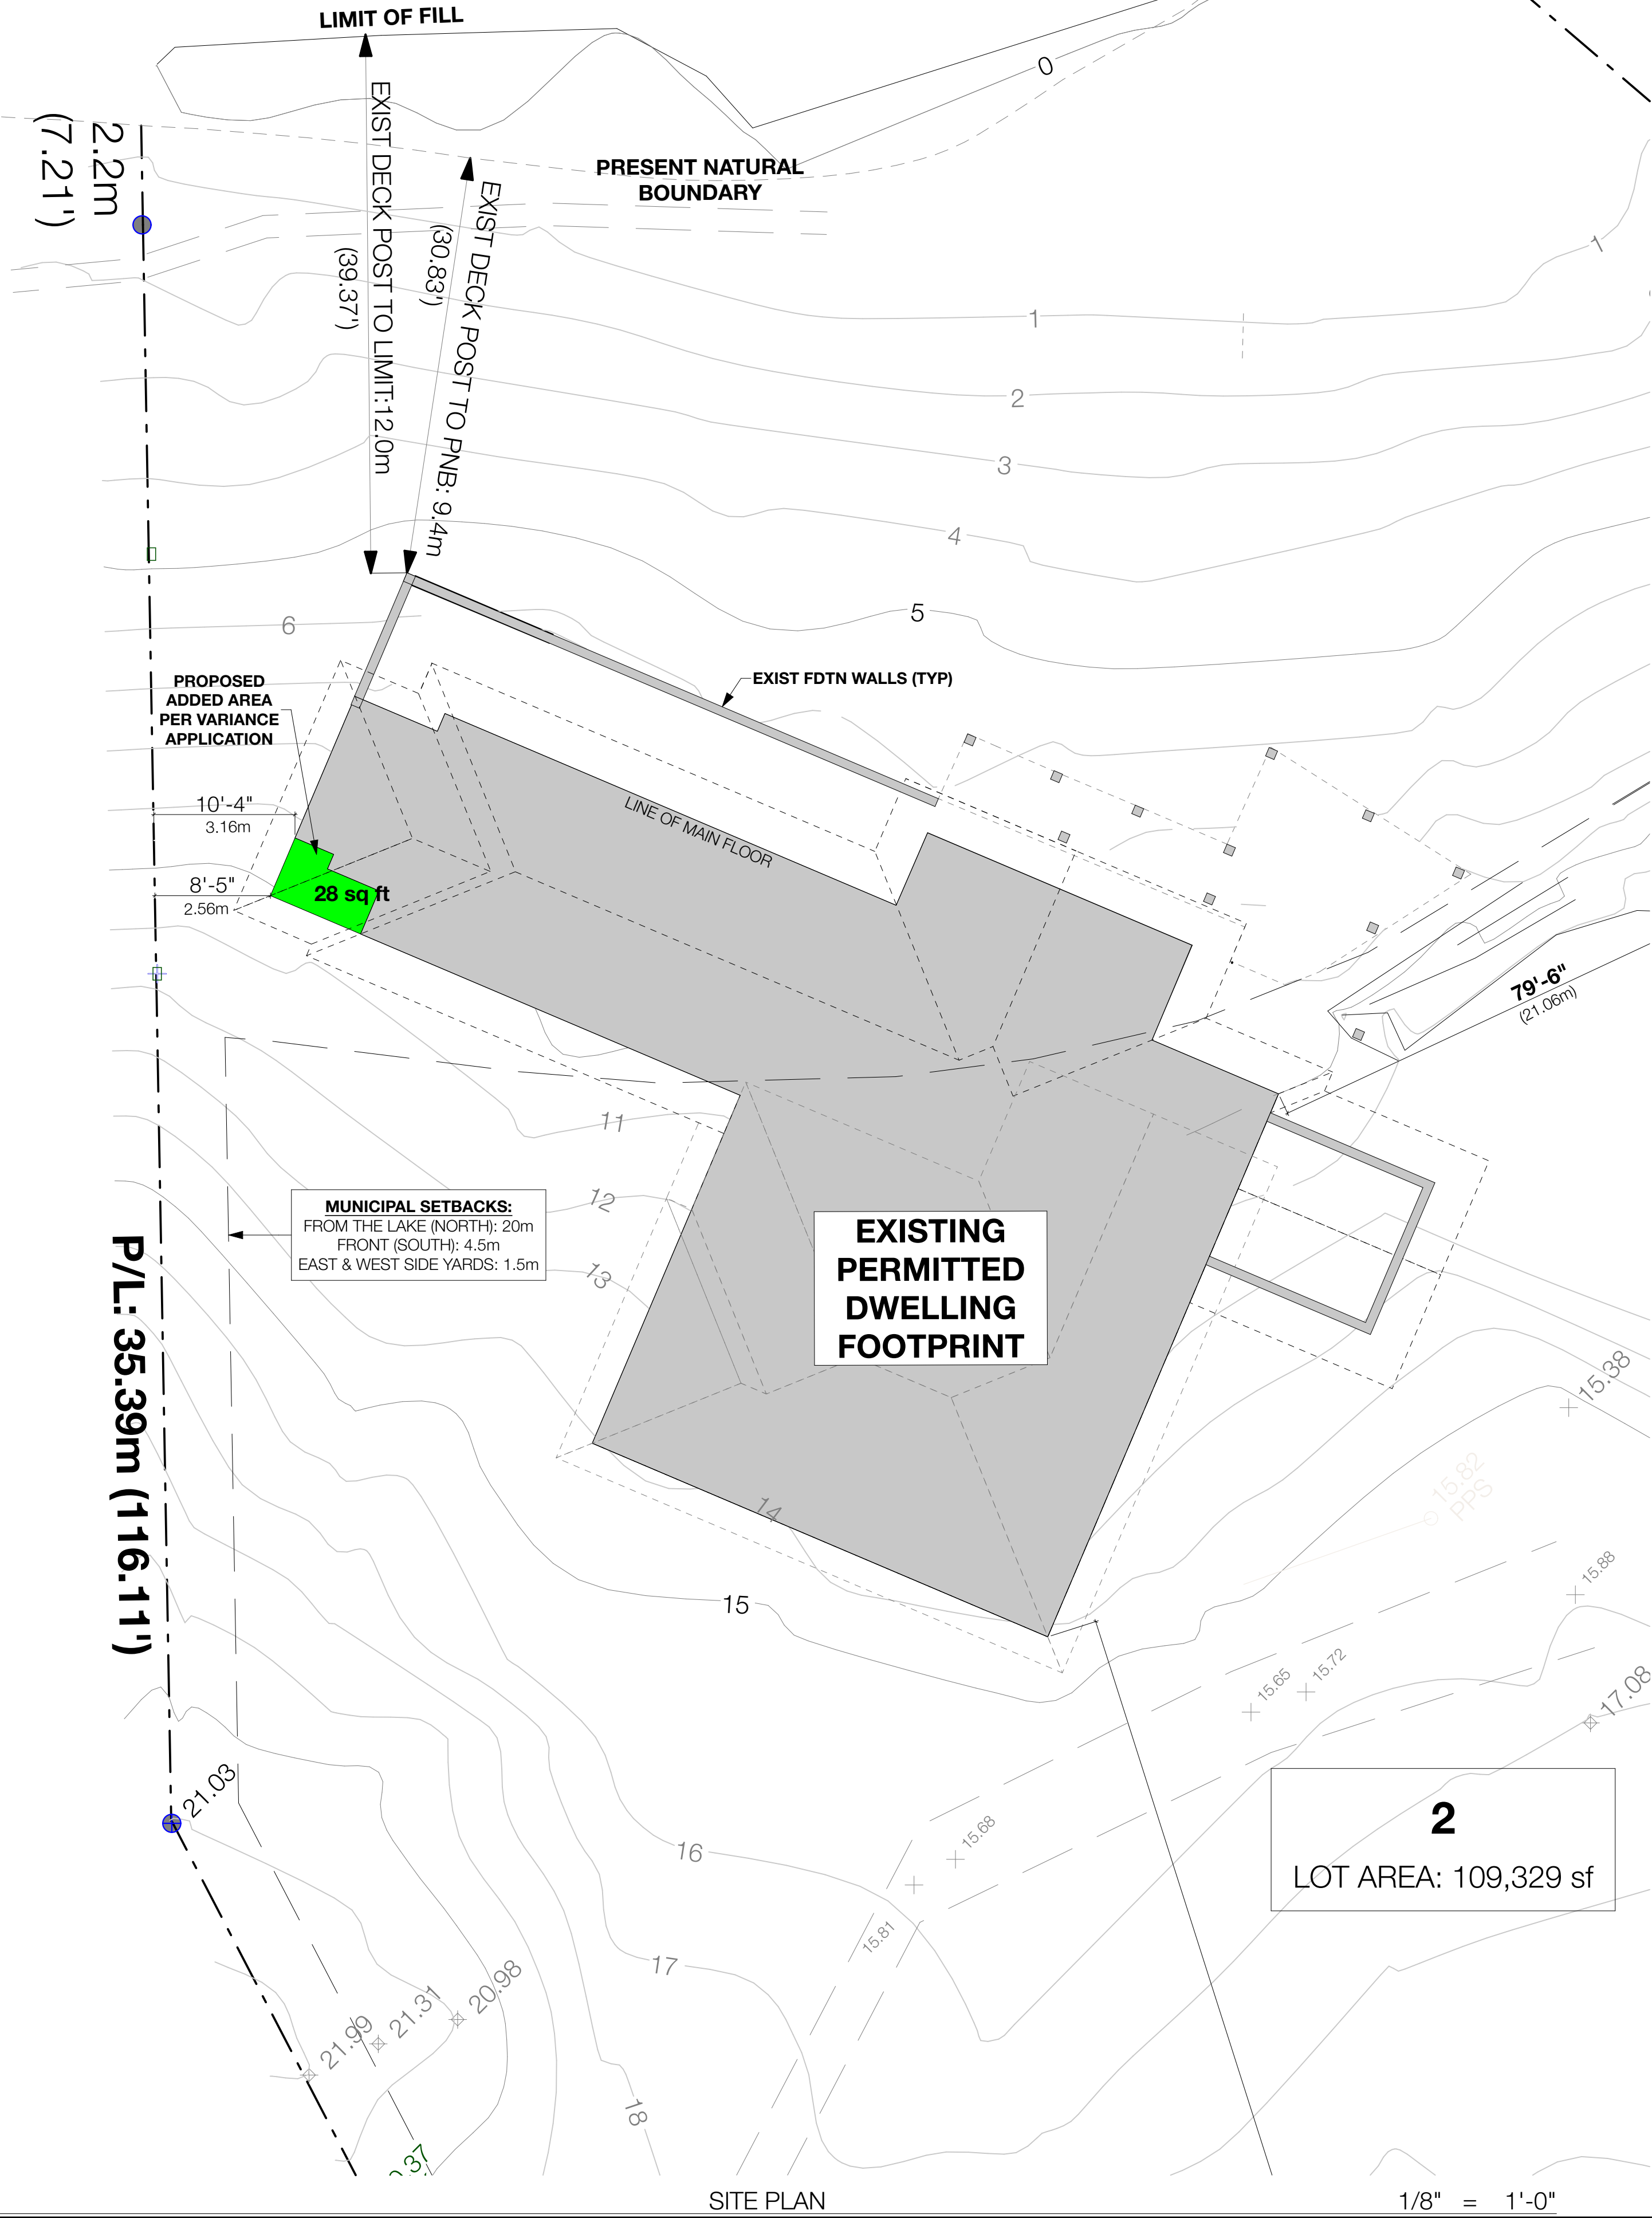 LIMIT OF FILL
0
2.2m
(7.21')
EXIST DECK POST TO LIMIT:12.0m
(39.37')
EXIST DECK POST TO PNB: 9.4m
(30.83')
PRESENT NATURAL
BOUNDARY
1
1
2
3
4
5
6
EXIST FDTN WALLS (TYP)
PROPOSED
ADDED AREA
PER VARIANCE
APPLICATION
LINE OF MAIN FLOOR
10'-4"
3.16m
8'-5"
2.56m
28 sq ft
79'-6"
(21.06m)
11
12
13
14
15
MUNICIPAL SETBACKS:
FROM THE LAKE (NORTH): 20m
FRONT (SOUTH): 4.5m
EAST & WEST SIDE YARDS: 1.5m
EXISTING
PERMITTED
DWELLING
FOOTPRINT
P/L: 35.39m (116.11')
15.38
15.82
PPS
15.88
15.72
15.65
17.08
21.03
15.68
15.81
16
17
18
2
LOT AREA: 109,329 sf
20.98
21.31
21.99
SITE PLAN
1/8" = 1'-0"